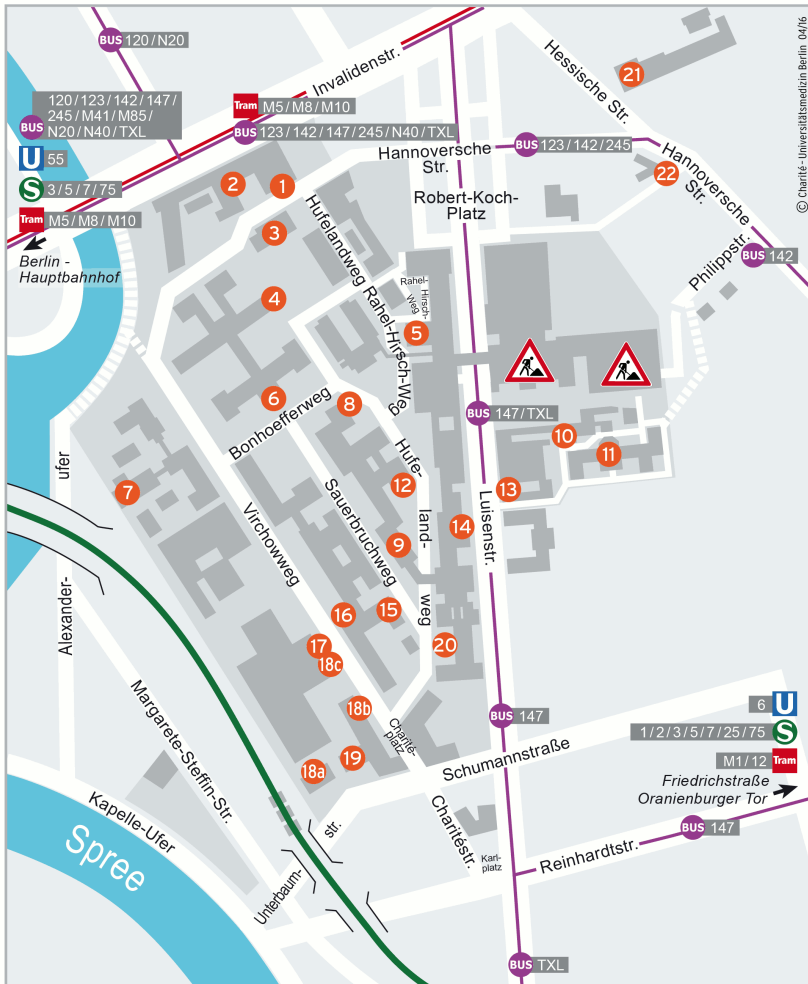 BUS 120 / N20
120 / 123 / 142 / 147 /
245 / M41 / M85 /
BUS N20 / N40 / TXL
U 55
S 3 / 5 / 7 / 75
Tram M5 / M8 / M10
Berlin -
Hauptbahnhof
Invalidenstr.
Tram M5 / M8 / M10
BUS 123 / 142 / 147 / 245 / N40 / TXL
Hessische Str.
21
© Charité - Universitätsmedizin Berlin 04/16
Hannoversche
Str.
BUS 123 / 142 / 245
Hannoversche
Str.
22
2
1
3
Robert-Koch-
Platz
Hufelandweg
Rahel-Hirsch-Weg
Philippstr.
BUS 142
Rahel-
Hirsch-
Weg
4
5
6
8
Bonhoefferweg
BUS 147 / TXL
10
11
7
ufer
Hufe-
land-
weg
12
13
Luisenstr.
14
Sauerbruchweg
Virchowweg
9
Alexander-
16
15
17
18c
20
18b
Margarete-Steffin-Str.
Charité-
platz
BUS 147
6 U
1 / 2 / 3 / 5 / 7 / 25 / 75 S
M1 / 12 Tram
Friedrichstraße
Oranienburger Tor
18a
19
Schumannstraße
Kapelle-Ufer
Unterbaum-
str.
Charitéstr.
Spree
Karl-
platz
Reinhardtstr.
BUS 147
BUS TXL